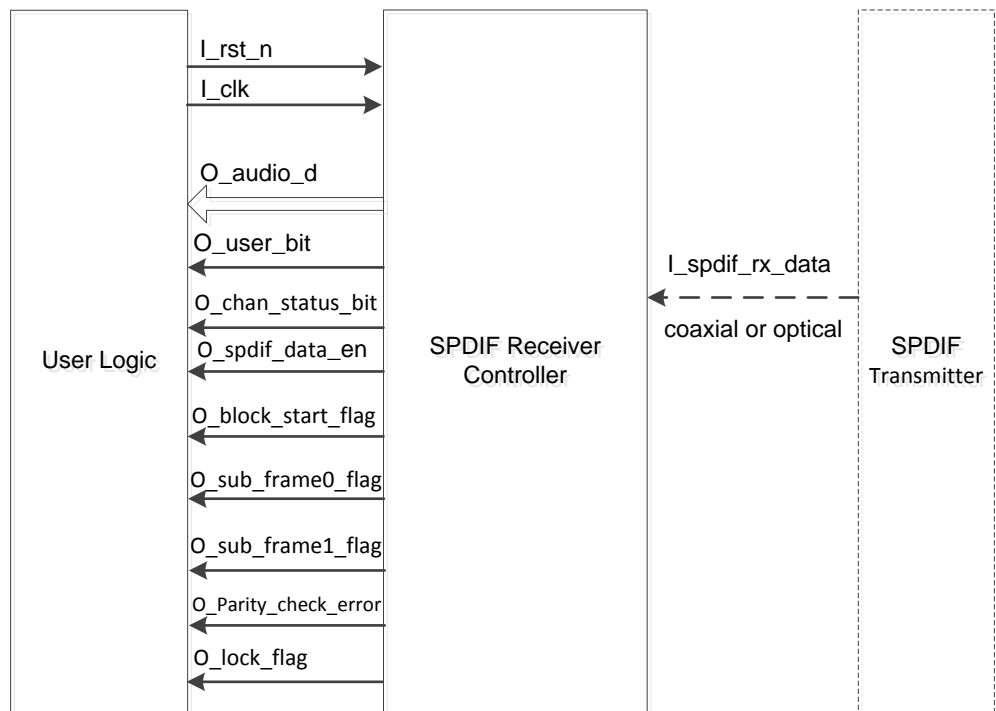 I_rst_n
I_clk
O_audio_d
O_user_bit
O_chan_status_bit
O_spdif_data_en
O_block_start_flag
O_sub_frame0_flag
O_sub_frame1_flag
O_Parity_check_error
O_lock_flag
User Logic
SPDIF Receiver
Controller
I_spdif_rx_data
coaxial or optical
SPDIF
Transmitter